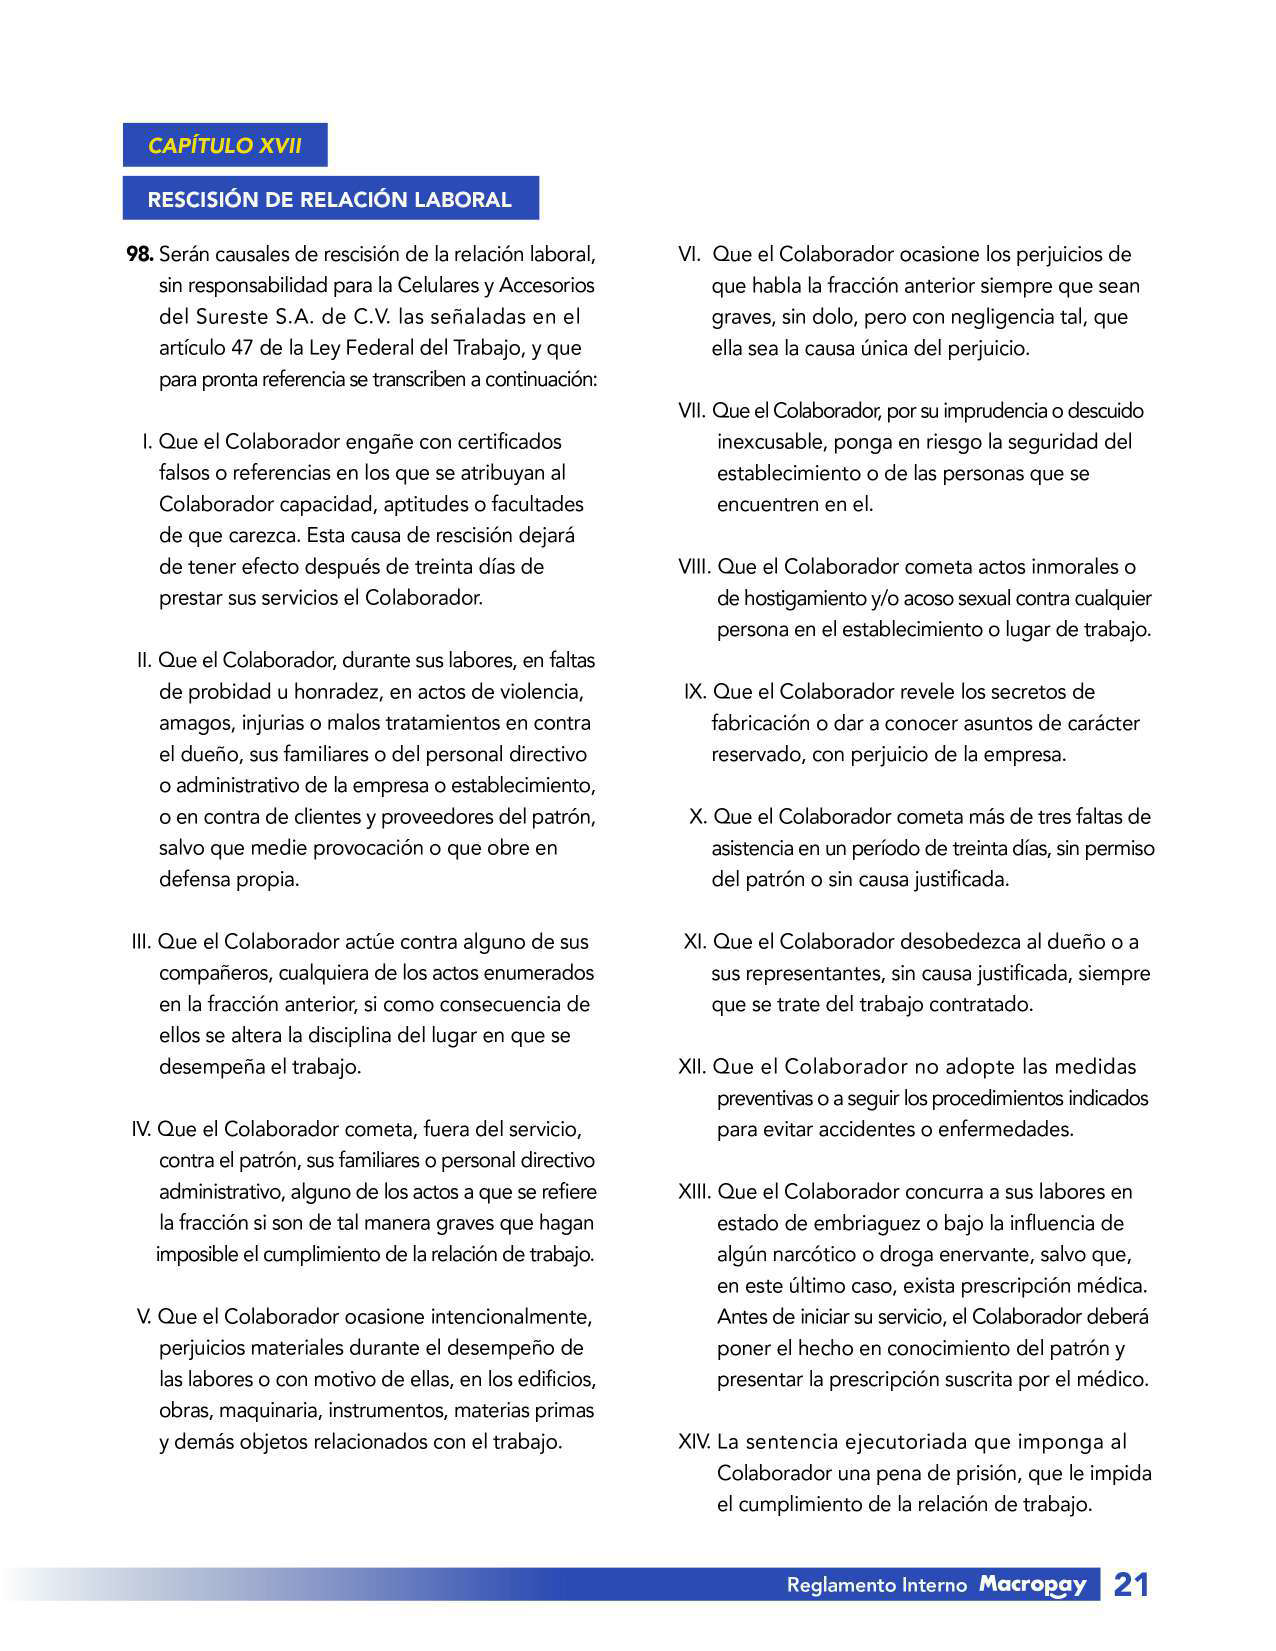 CAPÍTULO XVII
RESCISIÓN DE RELACIÓN LABORAL
98. Serán causales de rescisión de la relación laboral,
sin responsabilidad para la Celulares y Accesorios
del Sureste S.A. de C.V. las señaladas en el
artículo 47 de la Ley Federal del Trabajo, y que
para pronta referencia se transcriben a continuación:
I. Que el Colaborador engañe con certificados
falsos o referencias en los que se atribuyan al
Colaborador capacidad, aptitudes o facultades
de que carezca. Esta causa de rescisión dejará
de tener efecto después de treinta días de
prestar sus servicios el Colaborador.
II. Que el Colaborador, durante sus labores, en faltas
de probidad u honradez, en actos de violencia,
amagos, injurias o malos tratamientos en contra
el dueño, sus familiares o del personal directivo
o administrativo de la empresa o establecimiento,
o en contra de clientes y proveedores del patrón,
salvo que medie provocación o que obre en
defensa propia.
III. Que el Colaborador actúe contra alguno de sus
compañeros, cualquiera de los actos enumerados
en la fracción anterior, si como consecuencia de
ellos se altera la disciplina del lugar en que se
desempeña el trabajo.
IV. Que el Colaborador cometa, fuera del servicio,
contra el patrón, sus familiares o personal directivo
administrativo, alguno de los actos a que se refiere
la fracción si son de tal manera graves que hagan
imposible el cumplimiento de la relación de trabajo.
V. Que el Colaborador ocasione intencionalmente,
perjuicios materiales durante el desempeño de
las labores o con motivo de ellas, en los edificios,
obras, maquinaria, instrumentos, materias primas
y demás objetos relacionados con el trabajo.
VI. Que el Colaborador ocasione los perjuicios de
que habla la fracción anterior siempre que sean
graves, sin dolo, pero con negligencia tal, que
ella sea la causa única del perjuicio.
VII. Que el Colaborador, por su imprudencia o descuido
inexcusable, ponga en riesgo la seguridad del
establecimiento o de las personas que se
encuentren en el.
VIII. Que el Colaborador cometa actos inmorales o
de hostigamiento y/o acoso sexual contra cualquier
persona en el establecimiento o lugar de trabajo.
IX. Que el Colaborador revele los secretos de
fabricación o dar a conocer asuntos de carácter
reservado, con perjuicio de la empresa.
X. Que el Colaborador cometa más de tres faltas de
asistencia en un período de treinta días, sin permiso
del patrón o sin causa justificada.
XI. Que el Colaborador desobedezca al dueño o a
sus representantes, sin causa justificada, siempre
que se trate del trabajo contratado.
XII. Que el Colaborador no adopte las medidas
preventivas o a seguir los procedimientos indicados
para evitar accidentes o enfermedades.
XIII. Que el Colaborador concurra a sus labores en
estado de embriaguez o bajo la influencia de
algún narcótico o droga enervante, salvo que,
en este último caso, exista prescripción médica.
Antes de iniciar su servicio, el Colaborador deberá
poner el hecho en conocimiento del patrón y
presentar la prescripción suscrita por el médico.
XIV. La sentencia ejecutoriada que imponga al
Colaborador una pena de prisión, que le impida
el cumplimiento de la relación de trabajo.
Reglamento Interno Macropay 21